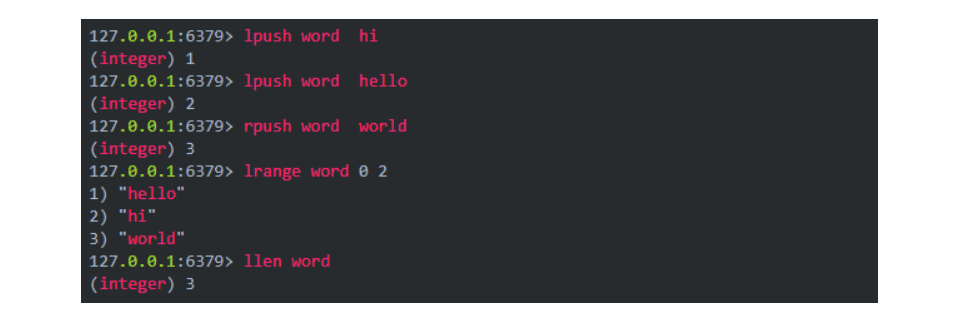 127.0.0.1:6379> lpush word  hi
(integer) 1
127.0.0.1:6379> lpush word  hello
(integer) 2
127.0.0.1:6379> rpush word  world
(integer) 3
127.0.0.1:6379> lrange word 0 2
1) "hello"
2) "hi"
3) "world"
127.0.0.1:6379> llen word
(integer) 3